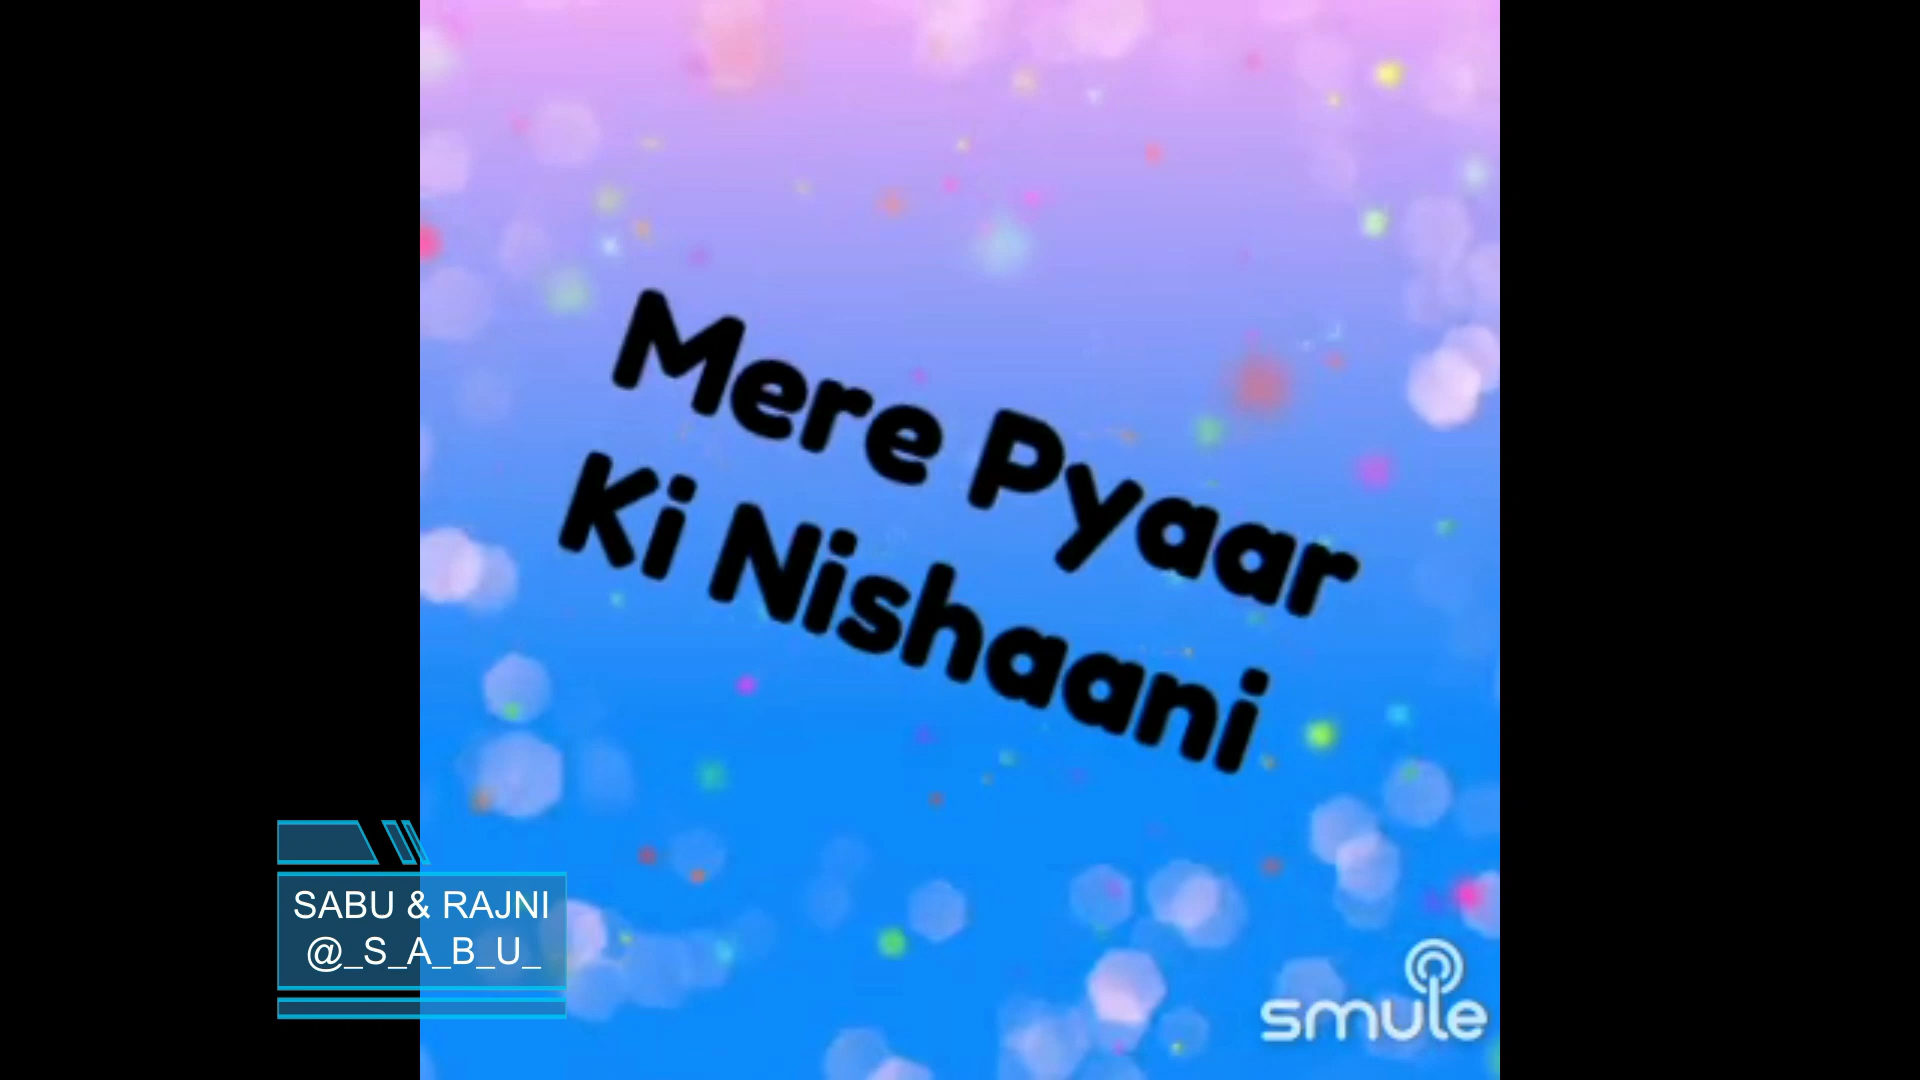 Mere Pyaar
Ki Nishaani
SABU & RAJNI
@_S_A_B_U_
smule